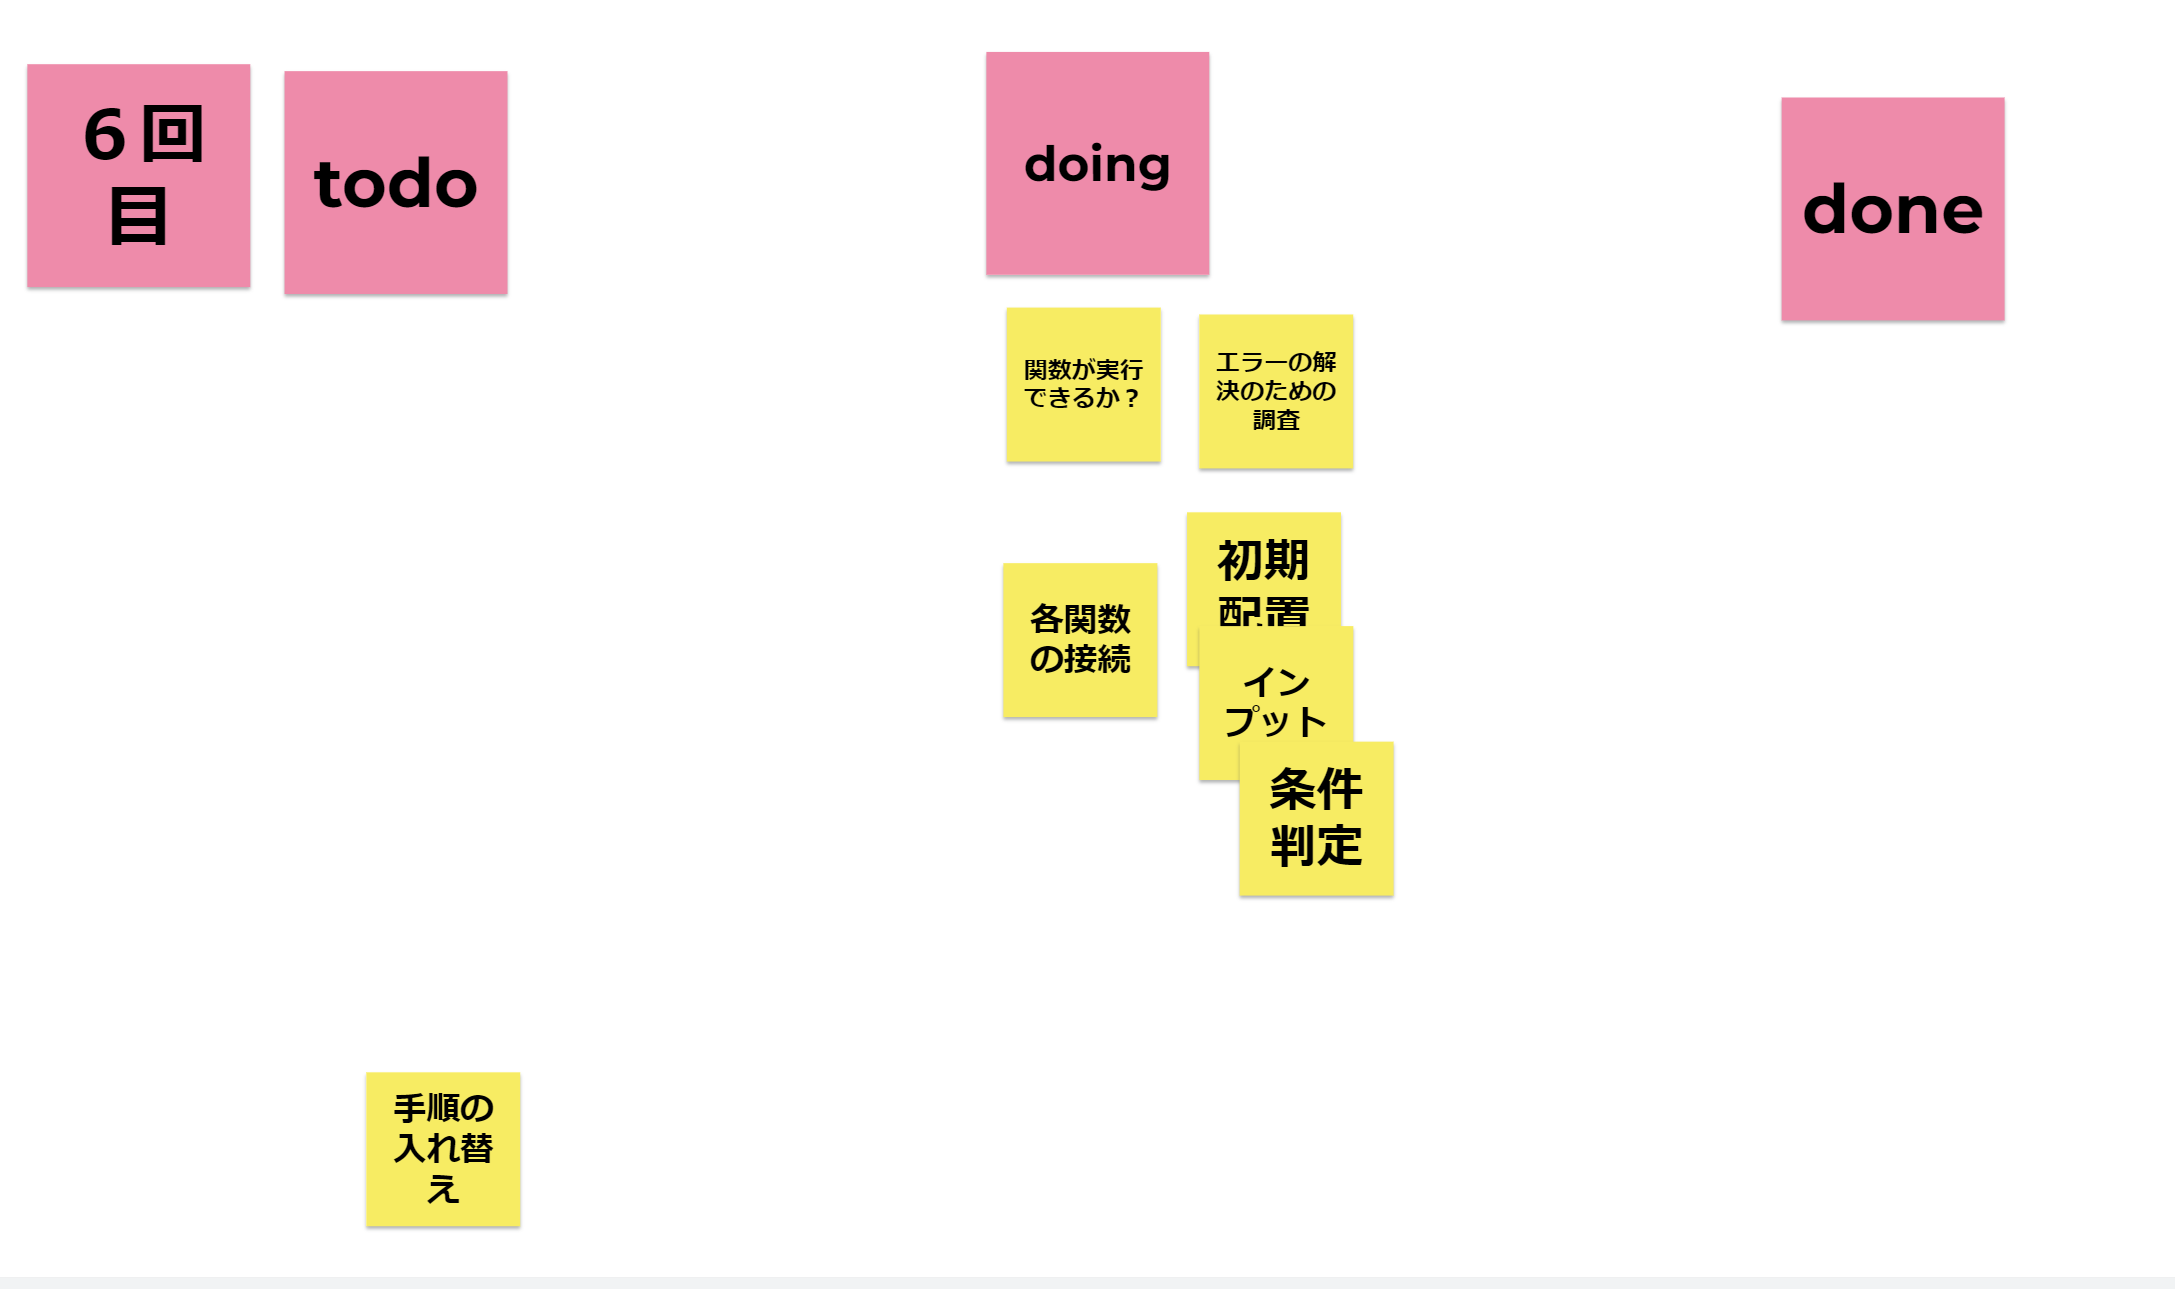 ６回
目
todo
doing
done
関数が実行
できるか？
エラーの解
決のための
調査
各関数
の接続
初期
配置
イン
プット
条件
判定
手順の
入れ替
え